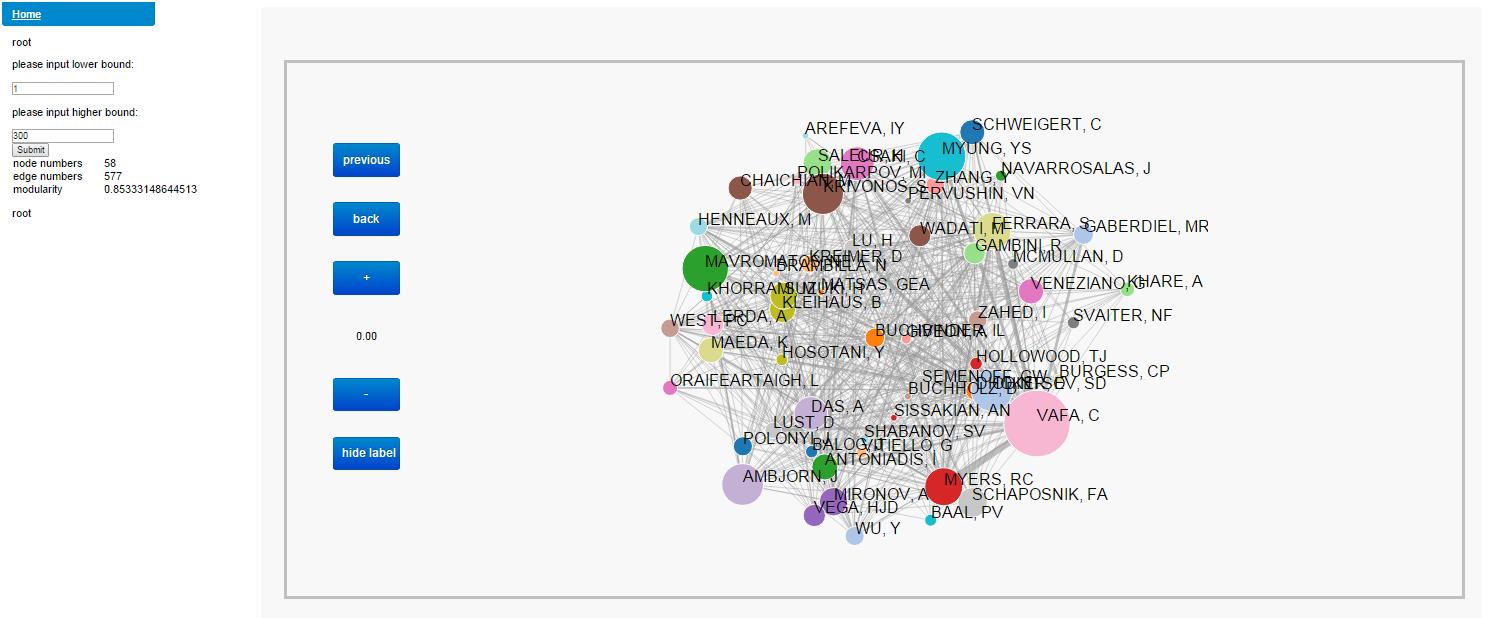 Home
root
please input lower bound:
1
please input higher bound:
300
Submit
node numbers 58
edge numbers 577
modularity 0.85333148644513
root
previous
back
+
0.00
-
hide label
AREFEVA, IY
SCHWEIGERT, C
MYUNG, YS
SALEUR, H
CSAKI, C
NAVARROSALAS, J
POLIKARPOV, MI
ZHANG, Y
CHAICHIAN, M
KRIVONOS, S
PERVUSHIN, VN
HENNEAUX, M
WADATI, M
FERRARA, S
GABERDIEL, MR
LU, H
GAMBINI, R
KREIMER, D
MCMULLAN, D
MAVROMATOS, NE
BRAMBILLA, N
KHORRAMI, M
SUZUKI, H
MATSAS, GEA
VENEZIANO, G
KHARE, A
KLEIHAUS, B
WEST, PC
LERDA, A
ZAHED, I
SVAITER, NF
BUCHBINDER, IL
MAEDA, K
HOSOTANI, Y
HOLLOWOOD, TJ
BURGESS, CP
ORAIFEARTAIGH, L
SEMENOFF, GW
BUCHHOLZ, D
DAS, A
SISSAKIAN, AN
VAFA, C
LUST, D
SHABANOV, SV
POLONYI, J
BALOG, J
VITIELLO, G
ANTONIADIS, I
AMBJORN, J
MYERS, RC
MIRONOV, A
SCHAPOSNIK, FA
VEGA, HJD
BAAL, PV
WU, Y